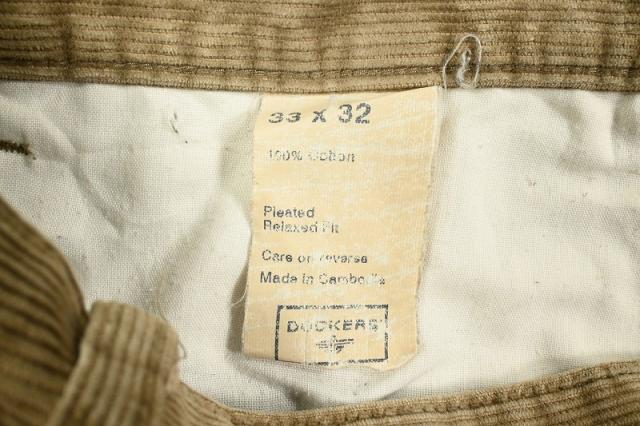 33 X 32
100% Cotton
Pleated
Relaxed Fit
Care on reverse
Made in Cambodia
DOCKERS